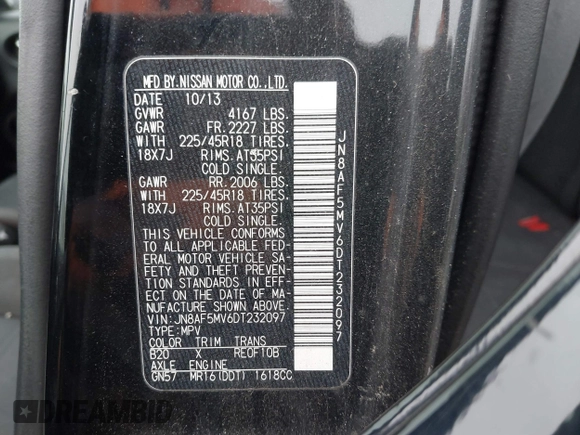 MFD BY.NISSAN MOTOR CO.,LTD.
DATE 10/13
GVWR 4167 LBS.
GAWR FR. 2227 LBS.
WITH 225/45R18 TIRES.
18X7J RIMS. AT35PSI
COLD SINGLE.
GAWR RR. 2006 LBS.
WITH 225/45R18 TIRES.
18X7J RIMS. AT35PSI
COLD SINGLE.
THIS VEHICLE CONFORMS
TO ALL APPLICABLE FED-
ERAL MOTOR VEHICLE SA-
FETY AND THEFT PREVEN-
TION STANDARDS IN EFFECT
ON THE DATE OF MA-
NUFACTURE SHOWN ABOVE.
VIN:JN8AF5MV6DT232097
TYPE:MPV
COLOR TRIM TRANS
B20 X RE0F10B
AXLE ENGINE
GN57 MR16(DDT) 1618CC
JN8AF5MV6DT232097
DREAMBID